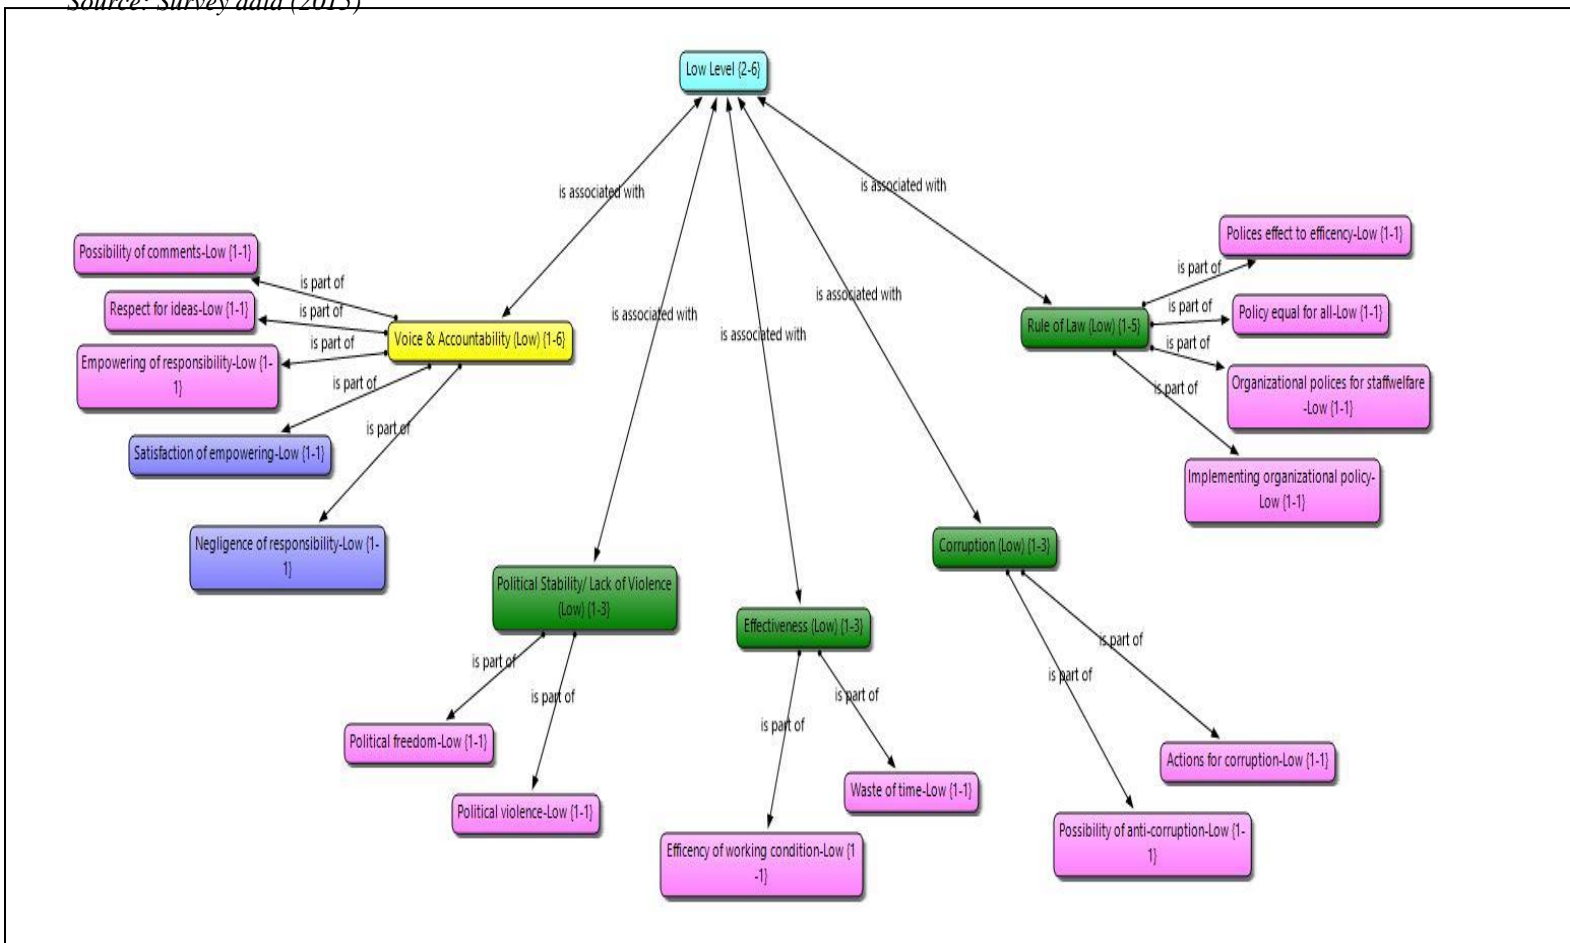 Source: Survey data (2015)
Low Level {2-6}
is associated with
is associated with
is associated with
is associated with
is associated with
Possibility of comments-Low {1-1}
is part of
Respect for ideas-Low {1-1}
is part of
Voice & Accountability (Low) {1-6}
Empowering of responsibility-Low {1-
1}
is part of
is part of
Satisfaction of empowering-Low {1-1}
is part of
Negligence of responsibility-Low {1-
1}
Polices effect to efficency-Low {1-1}
is part of
Policy equal for all-Low {1-1}
is part of
Rule of Law (Low) {1-5}
is part of
Organizational polices for staffwelfare
-Low {1-1}
is part of
Implementing organizational policy-
Low {1-1}
Political Stability/ Lack of Violence
(Low) {1-3}
is part of
is part of
Political freedom-Low {1-1}
Political violence-Low {1-1}
Effectiveness (Low) {1-3}
is part of
is part of
Waste of time-Low {1-1}
Efficency of working condition-Low {1
-1}
Corruption (Low) {1-3}
is part of
is part of
Actions for corruption-Low {1-1}
Possibility of anti-corruption-Low {1-
1}